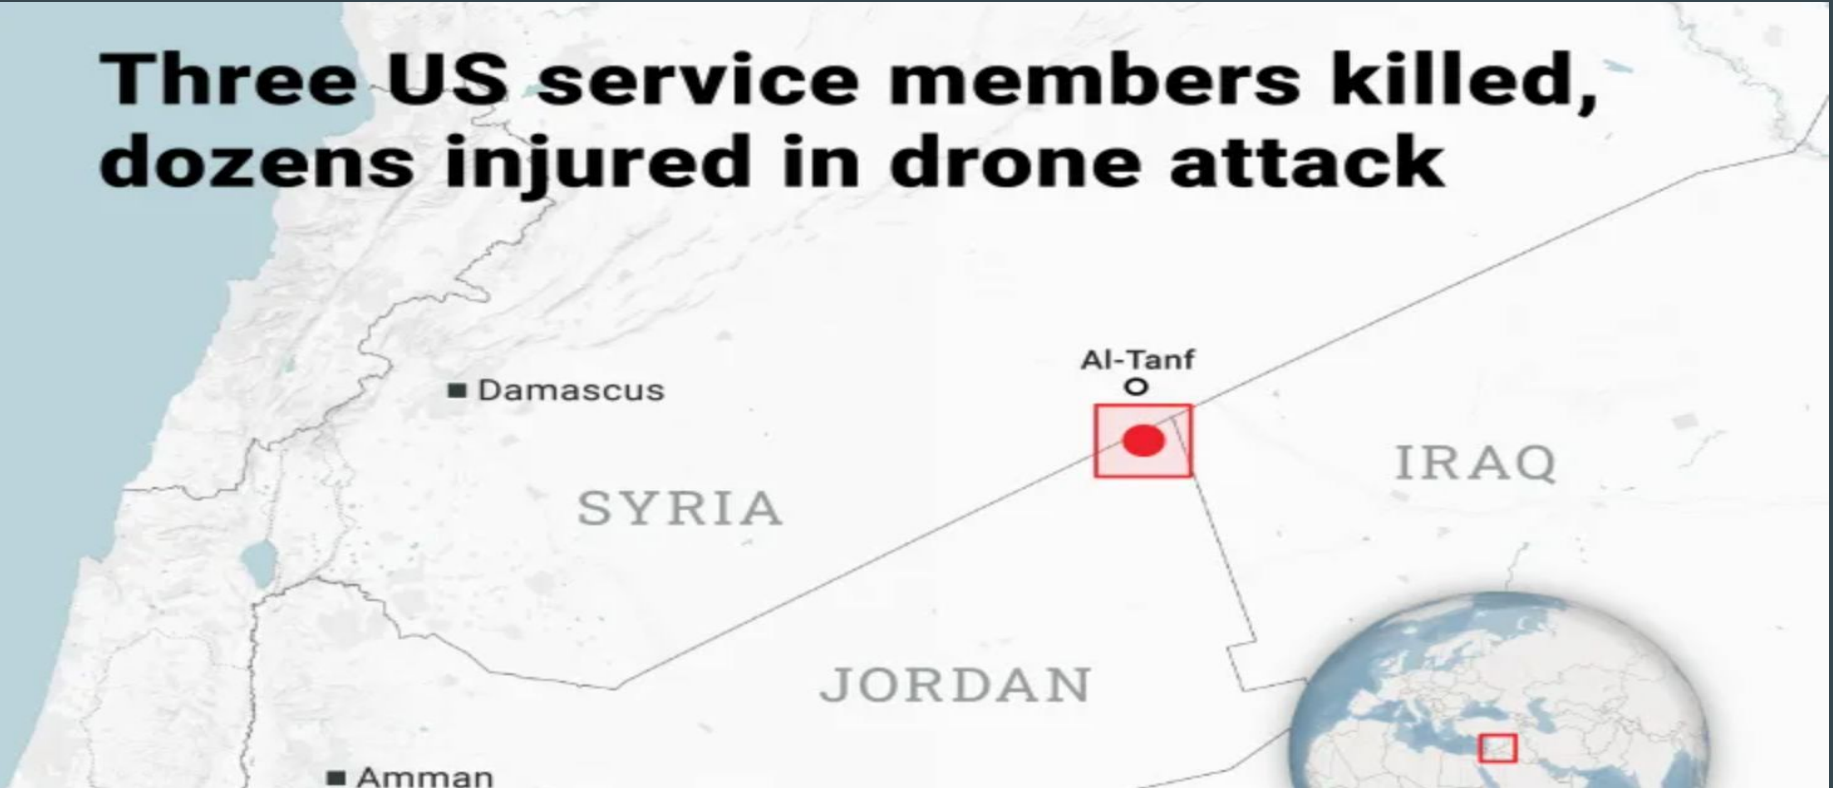 Three US service members killed,
dozens injured in drone attack
Al-Tanf
Damascus
IRAQ
SYRIA
JORDAN
Amman